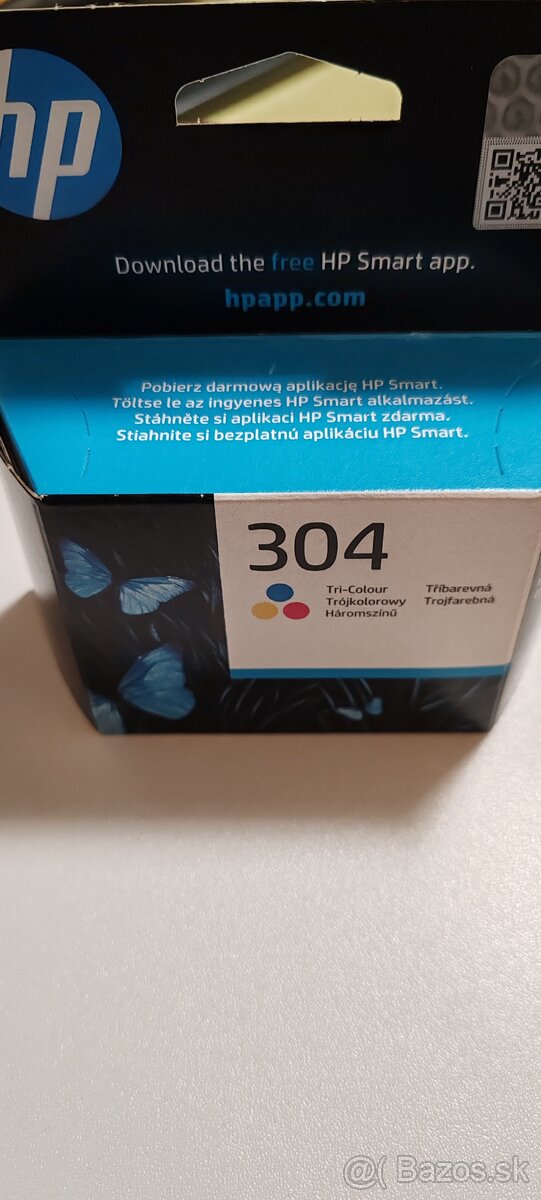 hp
Download the free HP Smart app.
hpapp.com
Pobierz darmową aplikację HP Smart.
Töltse le az ingyenes HP Smart alkalmazást.
Stáhněte si aplikaci HP Smart zdarma.
Stiahnite si bezplatnú aplikáciu HP Smart.
304
Tri-Colour Tříbarevná
Trójkolorowy Trojfarebná
Háromszínű
@( Bazos.sk